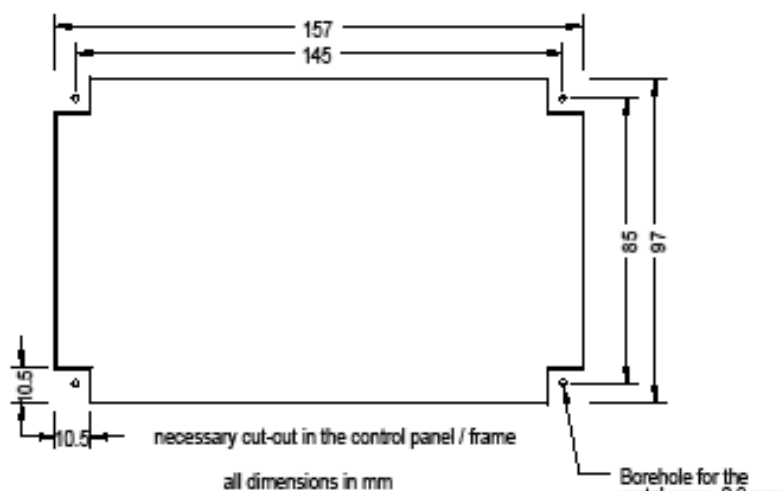 157
145
85
97
10.5
10.5
necessary cut-out in the control panel / frame
all dimensions in mm
Borehole for the